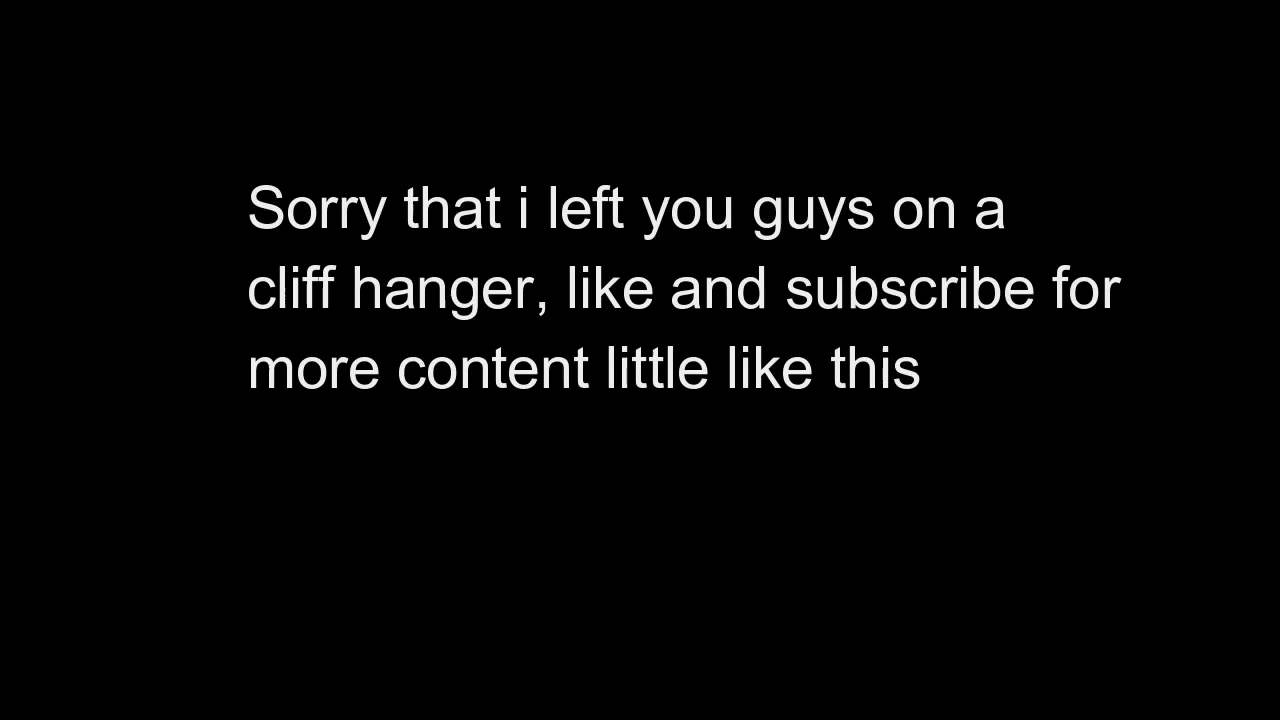 Sorry that i left you guys on a
cliff hanger, like and subscribe for
more content little like this